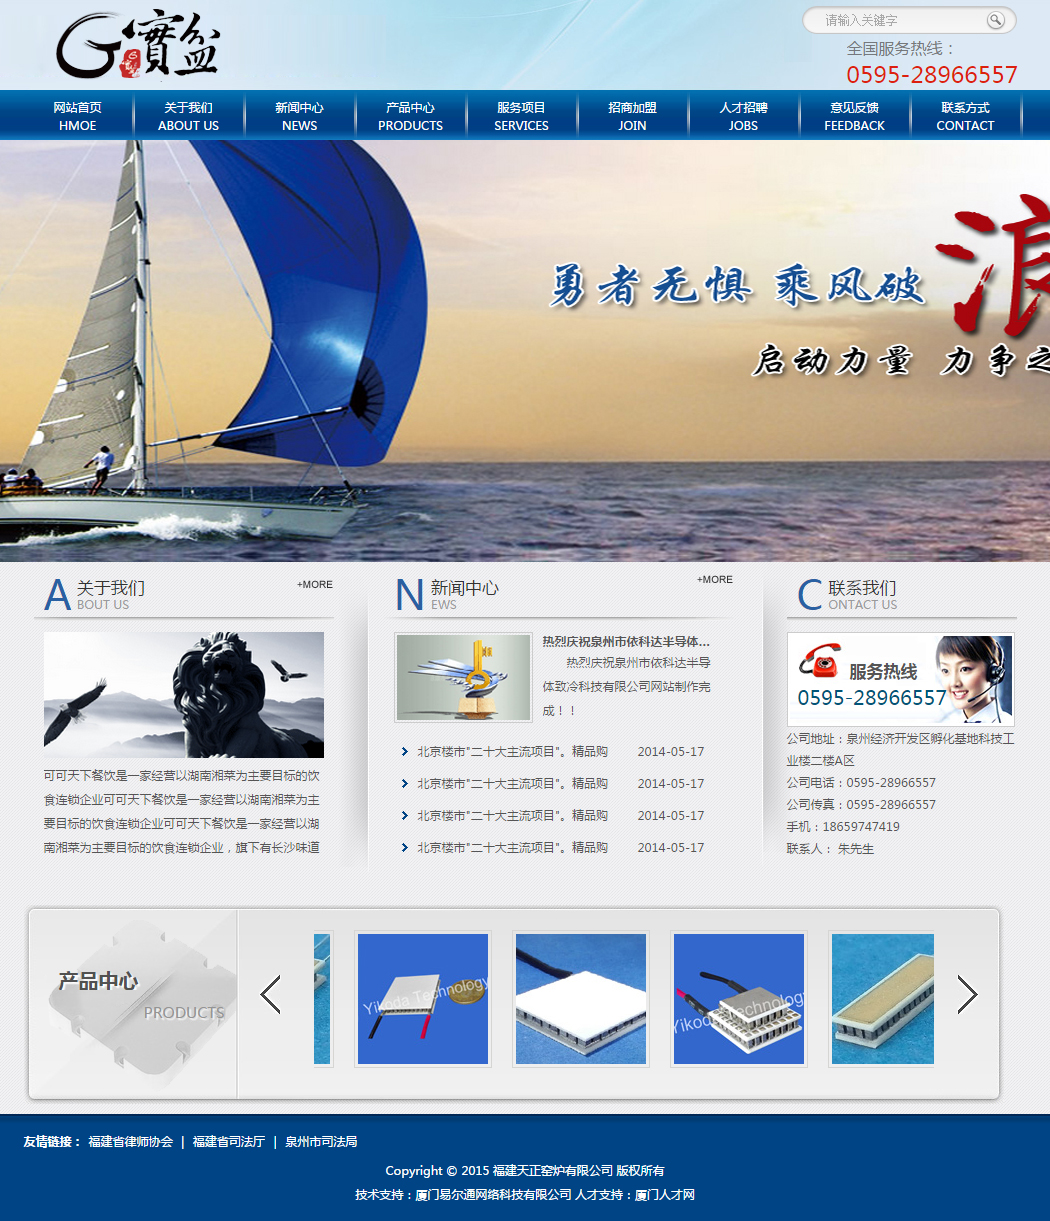 G 寶盆
请输入关键字
全国服务热线：
0595-28966557
网站首页 关于我们 新闻中心 产品中心 服务项目 招商加盟 人才招聘 意见反馈 联系方式
HMOE ABOUT US NEWS PRODUCTS SERVICES JOIN JOBS FEEDBACK CONTACT
勇者无惧 乘风破
浪
启动力量 力争之
A 关于我们
BOUT US
+MORE
可可天下餐饮是一家经营以湖南湘菜为主要目标的饮
食连锁企业可可天下餐饮是一家经营以湖南湘菜为主
要目标的饮食连锁企业可可天下餐饮是一家经营以湖
南湘菜为主要目标的饮食连锁企业，旗下有长沙味道
N 新闻中心
EWS
+MORE
热烈庆祝泉州市依科达半导体...
热烈庆祝泉州市依科达半导
体致冷科技有限公司网站制作完
成！！
北京楼市"二十大主流项目"。精品购 2014-05-17
北京楼市"二十大主流项目"。精品购 2014-05-17
北京楼市"二十大主流项目"。精品购 2014-05-17
北京楼市"二十大主流项目"。精品购 2014-05-17
C 联系我们
ONTACT US
服务热线
0595-28966557
公司地址：泉州经济开发区孵化基地科技工
业楼二楼A区
公司电话：0595-28966557
公司传真：0595-28966557
手机：18659747419
联系人： 朱先生
产品中心
PRODUCTS
Yikoda Technology
Yikoda Technology
友情链接： 福建省律师协会 | 福建省司法厅 | 泉州市司法局
Copyright © 2015 福建天正窑炉有限公司 版权所有
技术支持：厦门易尔通网络科技有限公司 人才支持：厦门人才网